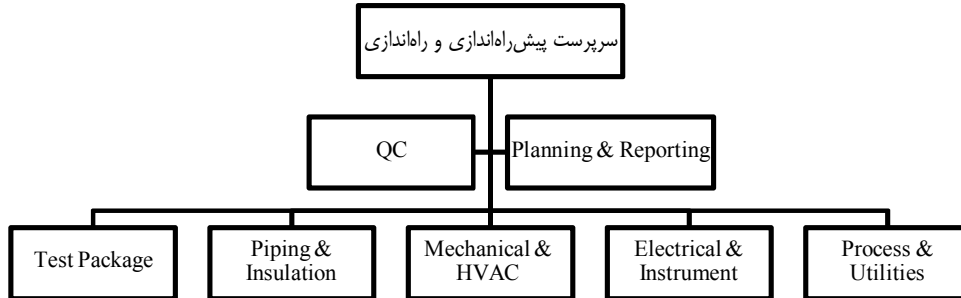 سرپرست پیش‌راه‌اندازی و راه‌اندازی
QC
Planning & Reporting
Test Package
Piping &
Insulation
Mechanical &
HVAC
Electrical &
Instrument
Process &
Utilities